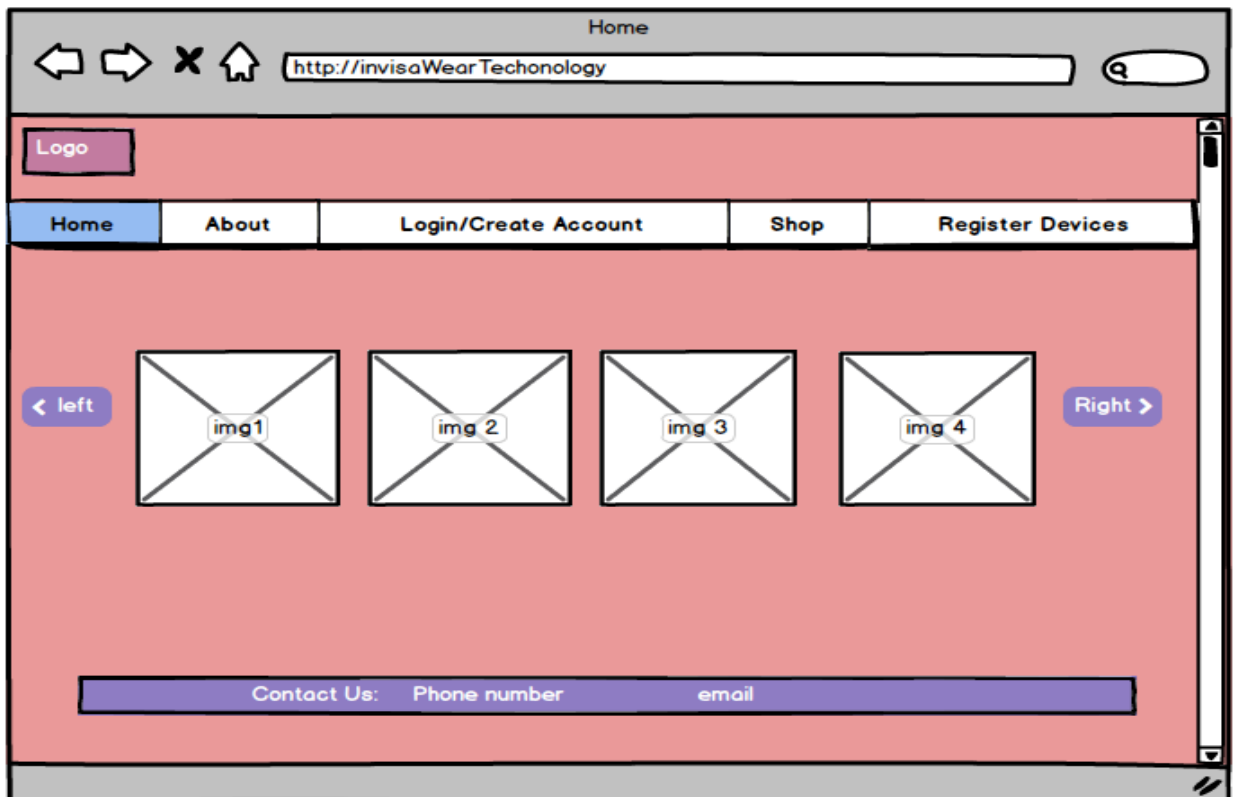 Home
http://invisaWearTechonology
Logo
Home About Login/Create Account Shop Register Devices
left img1 img 2 img 3 img 4 Right
Contact Us: Phone number email